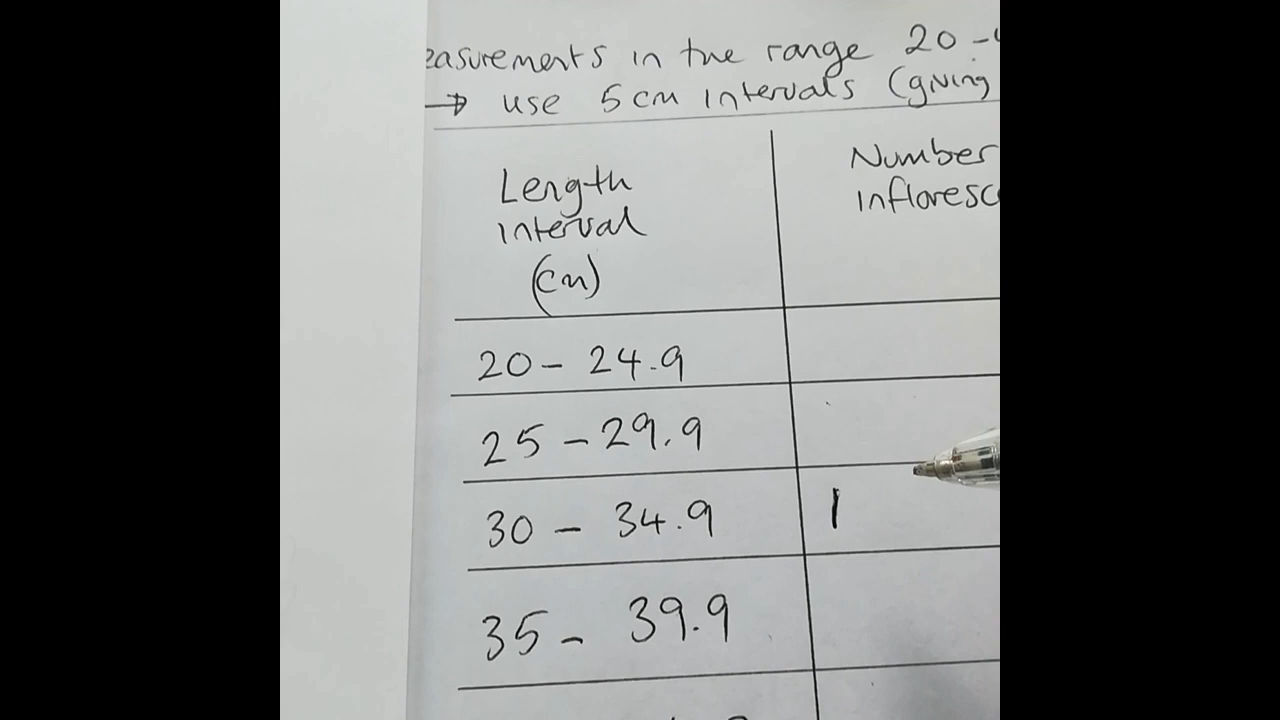 measurements in the range 20 -
→ use 5cm intervals (giving
Length
interval
(cm)
Number
infloresc
20 - 24.9
25 - 29.9
30 - 34.9
1
35 - 39.9